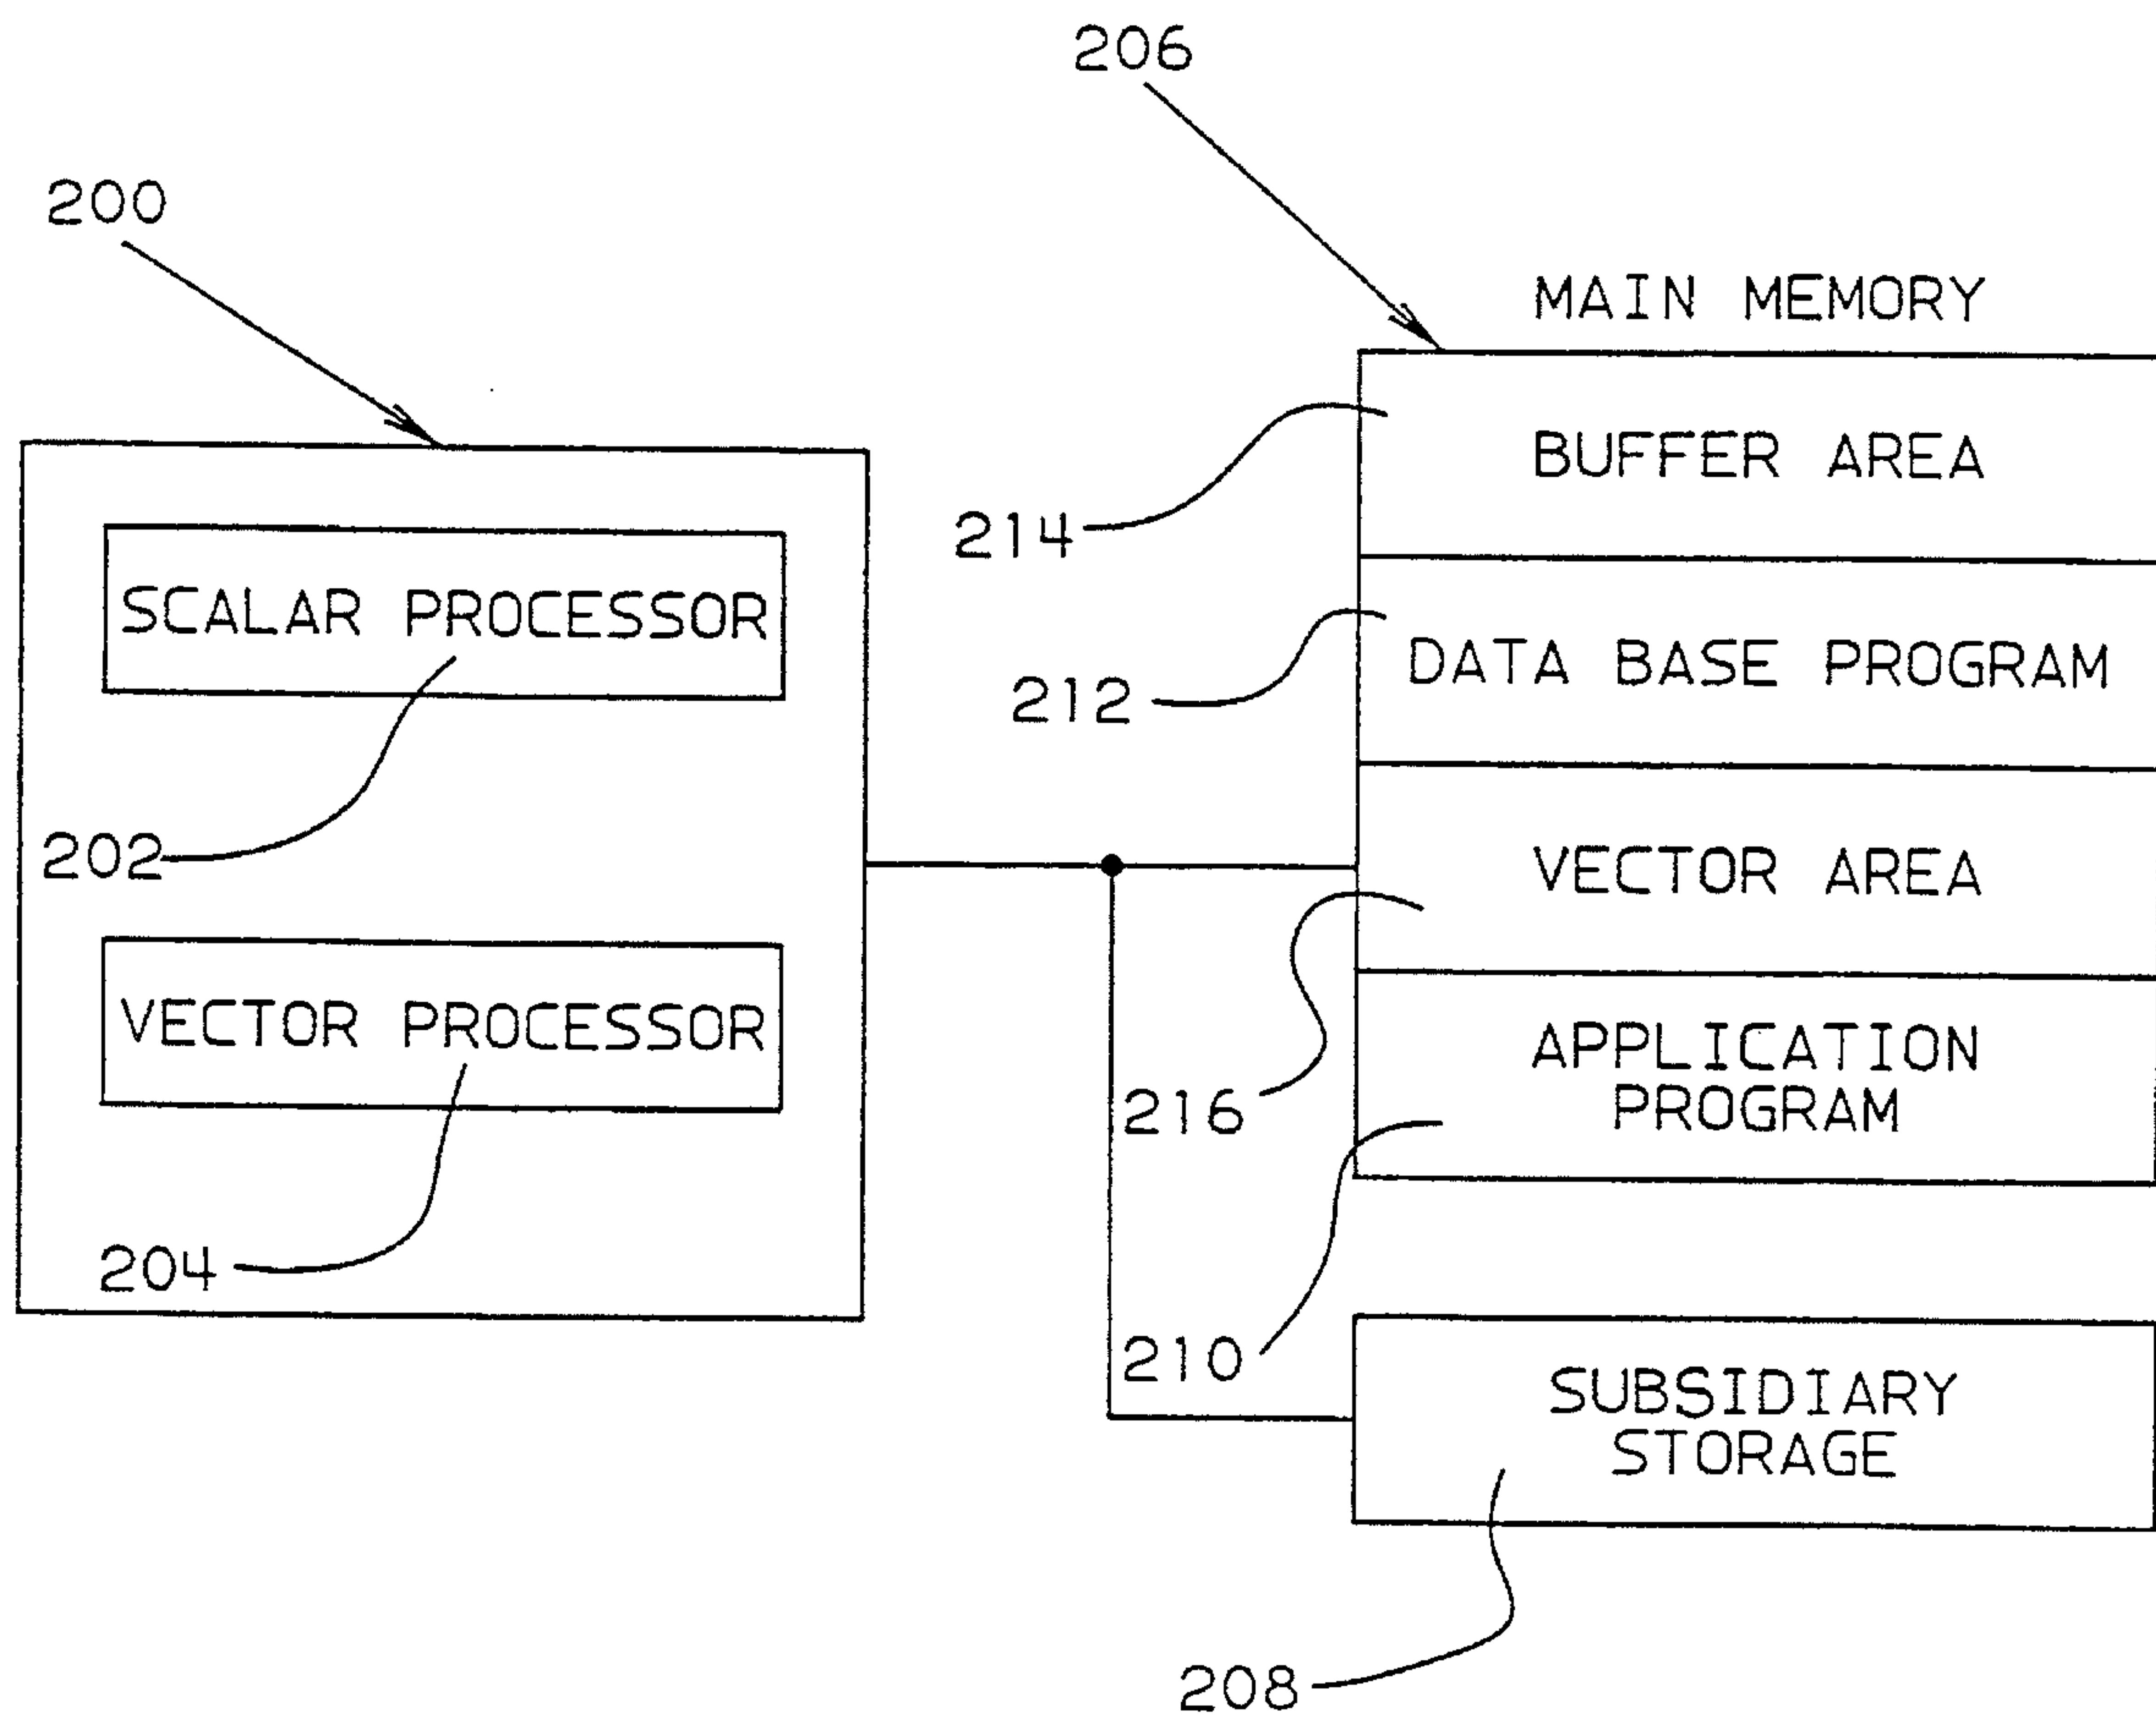 206
200
MAIN MEMORY
BUFFER AREA
214
SCALAR PROCESSOR
DATA BASE PROGRAM
212
202
VECTOR AREA
VECTOR PROCESSOR
APPLICATION
PROGRAM
216
204
210
SUBSIDIARY
STORAGE
208